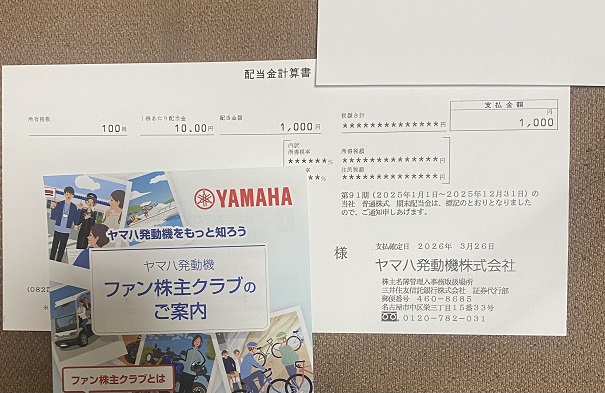 配当金計算書
所有株数
1株あたり配当金
配当金額
税額合計
支払金額
100株
10.00円
1,000円
**************円
円
1,000
内訳
所得税率
******%
所得税額
**************円
住民税額
**************円
第91期(2025年1月1日~2025年12月31日)の
当社 普通株式 期末配当金は、標記のとおりとなりました
ので、ご通知申しあげます。
様
支払確定日 2026年 3月26日
ヤマハ発動機株式会社
株主名簿管理人事務取扱場所
三井住友信託銀行株式会社 証券代行部
郵便番号 460-8685
名古屋市中区栄三丁目15番33号
0120-782-031
YAMAHA
ヤマハ発動機をもっと知ろう
ヤマハ発動機
ファン株主クラブの
ご案内
ファン株主クラブとは